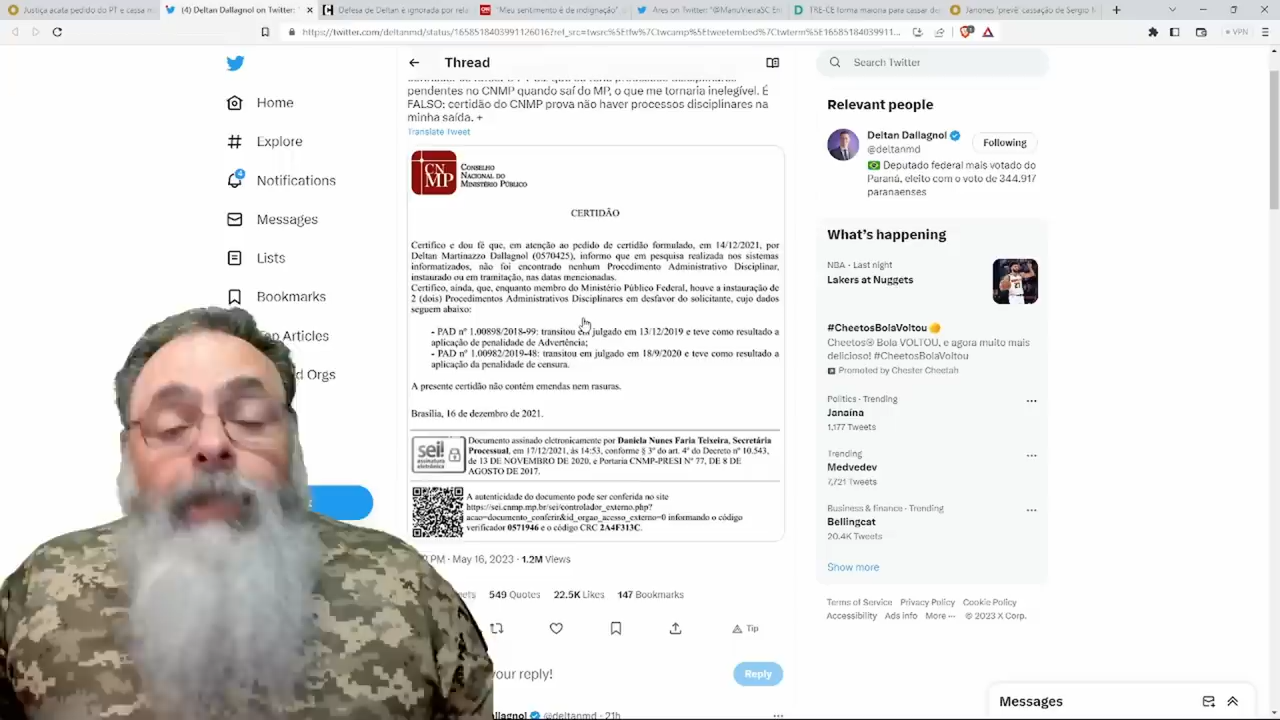 Justiça acata pedido do PT e cassa m
(4) Deltan Dallagnol on Twitter: "
Defesa de Deltan é ignorada por rela
"Meu sentimento é de indignação"
Ares on Twitter: "@ManuVieraSC En
TRE-CE forma maioria para cassar de
Janones "prevê" cassação de Sergio M
https://twitter.com/deltanmd/status/1658518403991126016?ref_src=twsrc%5Etfw%7Ctwcamp%5Etweetembed%7Ctwterm%5E16585184039911...
VPN
Home
Explore
4
Notifications
Messages
Lists
Bookmarks
Top Articles
d Orgs
Thread
pendentes no CNMP quando saí do MP, o que me tornaria inelegível. É
FALSO: certidão do CNMP prova não haver processos disciplinares na
minha saída. +
Translate Tweet
CN
MP
Conselho
Nacional do
Ministério Público
CERTIDÃO
Certifico e dou fé que, em atenção ao pedido de certidão formulado, em 14/12/2021, por
Deltan Martinazzo Dallagnol (0570425), informo que em pesquisa realizada nos sistemas
informatizados, não foi encontrado nenhum Procedimento Administrativo Disciplinar,
instaurado ou em tramitação, nas datas mencionadas.
Certifico, ainda, que, enquanto membro do Ministério Público Federal, houve a instauração de
2 (dois) Procedimentos Administrativos Disciplinares em desfavor do solicitante, cujo dados
seguem abaixo:
- PAD nº 1.00898/2018-99: transitou em julgado em 13/12/2019 e teve como resultado a
aplicação de penalidade de Advertência;
- PAD nº 1.00982/2019-48: transitou em julgado em 18/9/2020 e teve como resultado a
aplicação da penalidade de censura.
A presente certidão não contém emendas nem rasuras.
Brasília, 16 de dezembro de 2021.
sei!
assinatura
eletrônica
Documento assinado eletronicamente por Daniela Nunes Faria Teixeira, Secretária
Processual, em 17/12/2021, às 14:53, conforme § 3º do art. 4º do Decreto nº 10.543,
de 13 DE NOVEMBRO DE 2020, e Portaria CNMP-PRESI Nº 77, DE 8 DE
AGOSTO DE 2017.
A autenticidade do documento pode ser conferida no site
https://sei.cnmp.mp.br/sei/controlador_externo.php?
acao=documento_conferir&id_orgao_acesso_externo=0 informando o código
verificador 0571946 e o código CRC 2A4F313C.
PM · May 16, 2023 · 1.2M Views
ets 549 Quotes 22.5K Likes 147 Bookmarks
Tip
your reply!
Reply
llagnol @deltanmd · 21h
Search Twitter
Relevant people
Deltan Dallagnol
@deltanmd
Following
Deputado federal mais votado do
Paraná, eleito com o voto de 344.917
paranaenses
What's happening
NBA · Last night
Lakers at Nuggets
#CheetosBolaVoltou
Cheetos® Bola VOLTOU, e agora muito mais
delicioso! #CheetosBolaVoltou
Promoted by Chester Cheetah
Politics · Trending
Janaina
1,177 Tweets
Trending
Medvedev
7,721 Tweets
Business & finance · Trending
Bellingcat
20.4K Tweets
Show more
Terms of Service Privacy Policy Cookie Policy
Accessibility Ads info More ··· © 2023 X Corp.
Messages